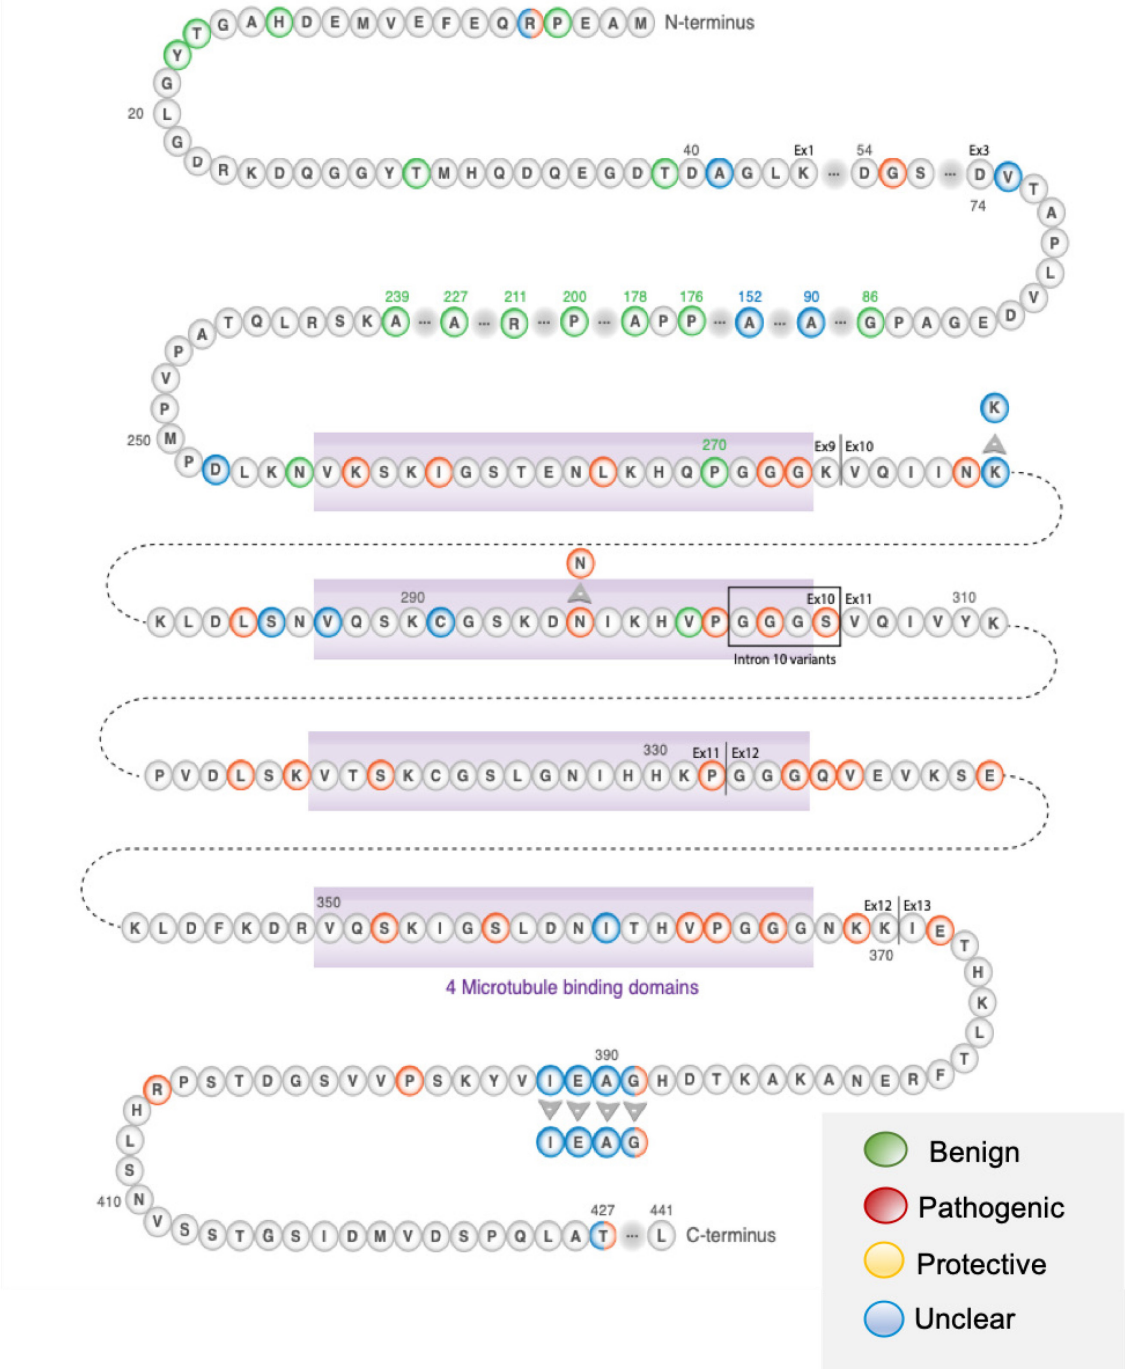 T G A H D E M V E F E Q R P E A M N-terminus
Y
G
20 L
G
40 Ex1 54 Ex3
D R K D Q G G Y T M H Q D Q E G D T D A G L K ... D G S ... D V T
74
A
P
L
V
239 227 211 200 178 176 152 90 86
A T Q L R S K A ... A ... R ... P ... A P P ... A ... A ... G P A G E D
P
V
P
K
250 M
270 Ex9 Ex10
P D L K N V K S K I G S T E N L K H Q P G G G K V Q I I N K
N
290 Ex10 Ex11 310
K L D L S N V Q S K C G S K D N I K H V P G G G S V Q I V Y K
Intron 10 variants
330 Ex11 Ex12
P V D L S K V T S K C G S L G N I H H K P G G G Q V E V K S E
350 Ex12 Ex13
K L D F K D R V Q S K I G S L D N I T H V P G G G N K K I E T
370
4 Microtubule binding domains
H
K
L
T
390
R P S T D G S V V P S K Y V I E A G H D T K A K A N E R F
H
I E A G
L
S
410 N
427 441
V S S T G S I D M V D S P Q L A T ... L C-terminus
Benign
Pathogenic
Protective
Unclear